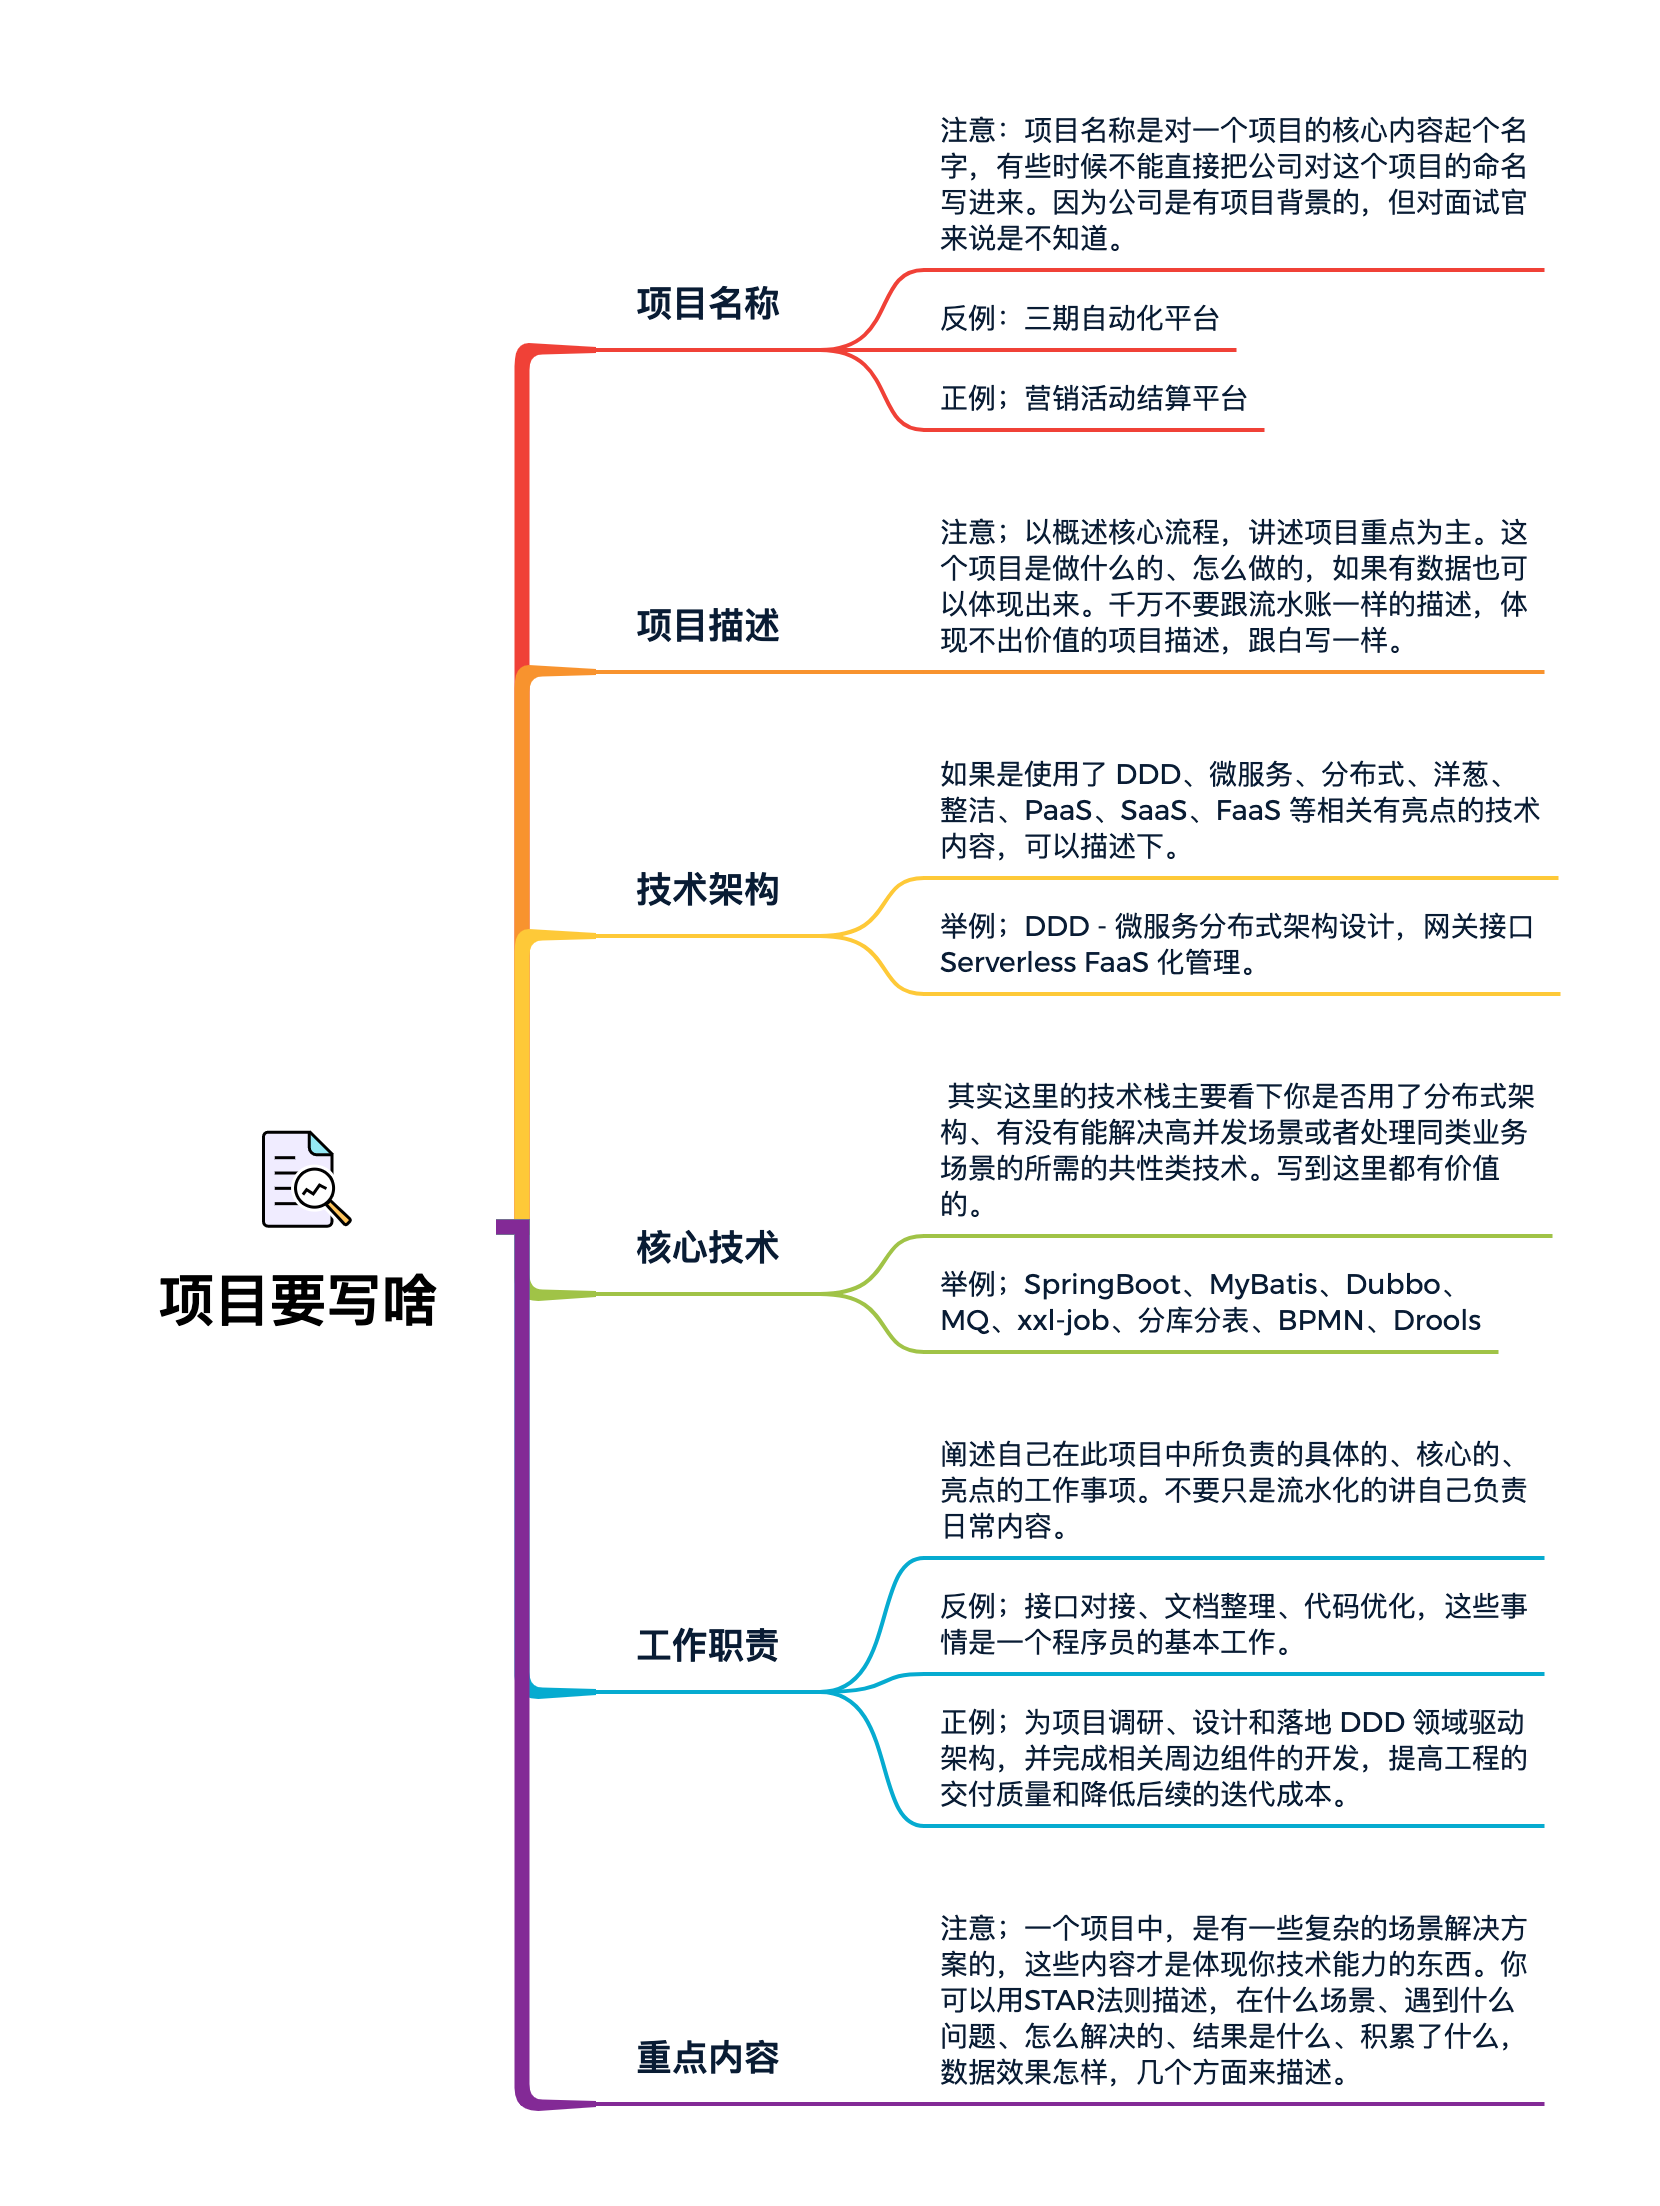 项目要写啥
项目名称
注意：项目名称是对一个项目的核心内容起个名
字，有些时候不能直接把公司对这个项目的命名
写进来。因为公司是有项目背景的，但对面试官
来说是不知道。
反例：三期自动化平台
正例；营销活动结算平台
项目描述
注意；以概述核心流程，讲述项目重点为主。这
个项目是做什么的、怎么做的，如果有数据也可
以体现出来。千万不要跟流水账一样的描述，体
现不出价值的项目描述，跟白写一样。
技术架构
如果是使用了 DDD、微服务、分布式、洋葱、
整洁、PaaS、SaaS、FaaS 等相关有亮点的技术
内容，可以描述下。
举例；DDD - 微服务分布式架构设计，网关接口
Serverless FaaS 化管理。
核心技术
其实这里的技术栈主要看下你是否用了分布式架
构、有没有能解决高并发场景或者处理同类业务
场景的所需的共性类技术。写到这里都有价值
的。
举例；SpringBoot、MyBatis、Dubbo、
MQ、xxl-job、分库分表、BPMN、Drools
工作职责
阐述自己在此项目中所负责的具体的、核心的、
亮点的工作事项。不要只是流水化的讲自己负责
日常内容。
反例；接口对接、文档整理、代码优化，这些事
情是一个程序员的基本工作。
正例；为项目调研、设计和落地 DDD 领域驱动
架构，并完成相关周边组件的开发，提高工程的
交付质量和降低后续的迭代成本。
重点内容
注意；一个项目中，是有一些复杂的场景解决方
案的，这些内容才是体现你技术能力的东西。你
可以用STAR法则描述，在什么场景、遇到什么
问题、怎么解决的、结果是什么、积累了什么，
数据效果怎样，几个方面来描述。